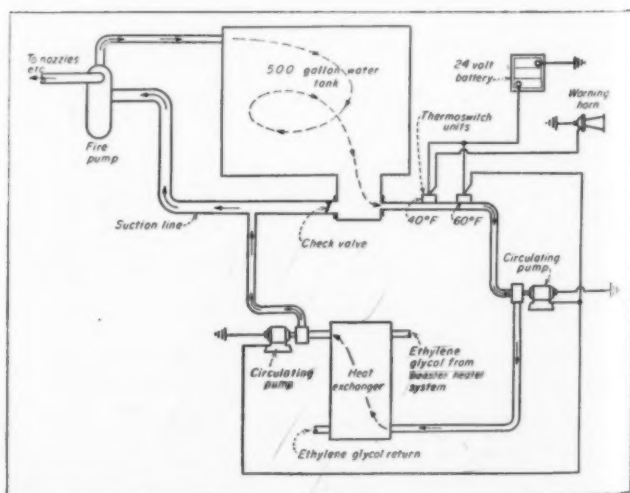 To nozzles
etc
Fire
pump
500 gallon water
tank
24 volt
battery
Warning
horn
Thermoswitch
units
40°F
60°F
Suction line
Check valve
Circulating
pump
Circulating
pump
Heat
exchanger
Ethylene
glycol from
booster heater
system
Ethylene glycol return